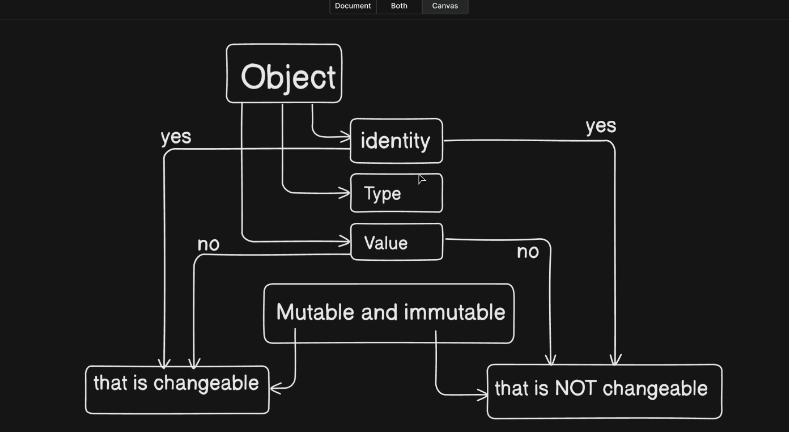 Document Both Canvas
Object
yes
identity
yes
Type
no
Value
no
Mutable and immutable
that is changeable
that is NOT changeable